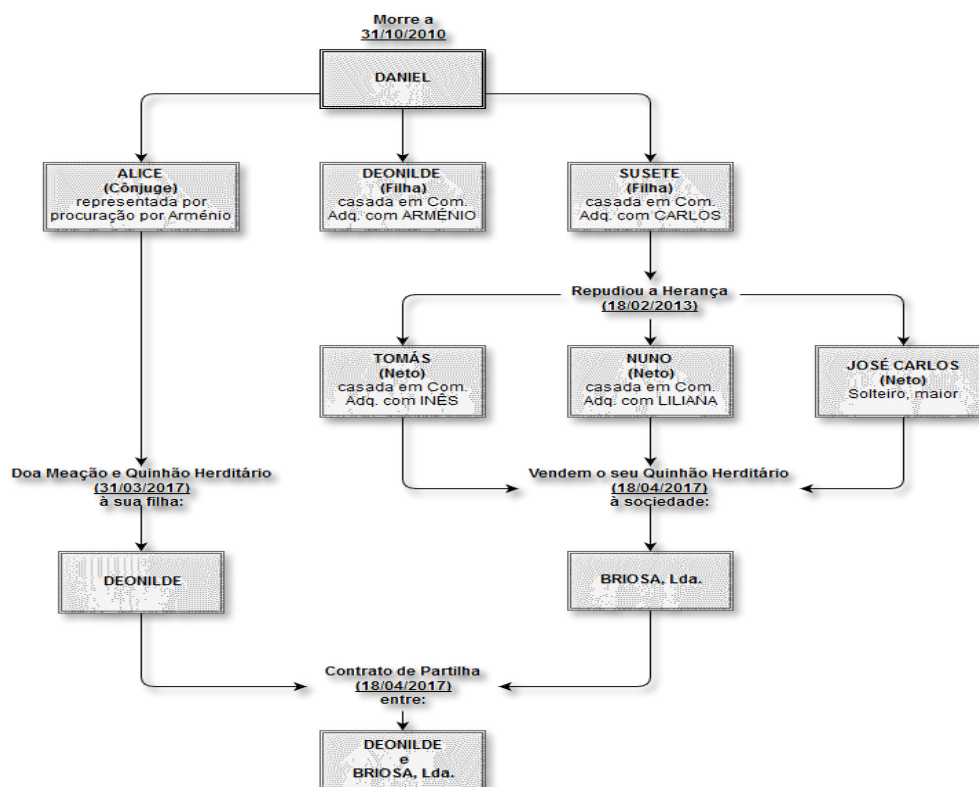 Morre a
31/10/2010
DANIEL
ALICE
(Cônjuge)
representada por
procuração por Arménio
DEONILDE
(Filha)
casada em Com.
Adq. com ARMÉNIO
SUSETE
(Filha)
casada em Com.
Adq. com CARLOS
Repudiou a Herança
(18/02/2013)
TOMÁS
(Neto)
casada em Com.
Adq. com INÊS
NUNO
(Neto)
casada em Com.
Adq. com LILIANA
JOSÉ CARLOS
(Neto)
Solteiro, maior
Doa Meação e Quinhão Herditário
(31/03/2017)
à sua filha:
Vendem o seu Quinhão Herditário
(18/04/2017)
à sociedade:
DEONILDE
BRIOSA, Lda.
Contrato de Partilha
(18/04/2017)
entre:
DEONILDE
e
BRIOSA, Lda.